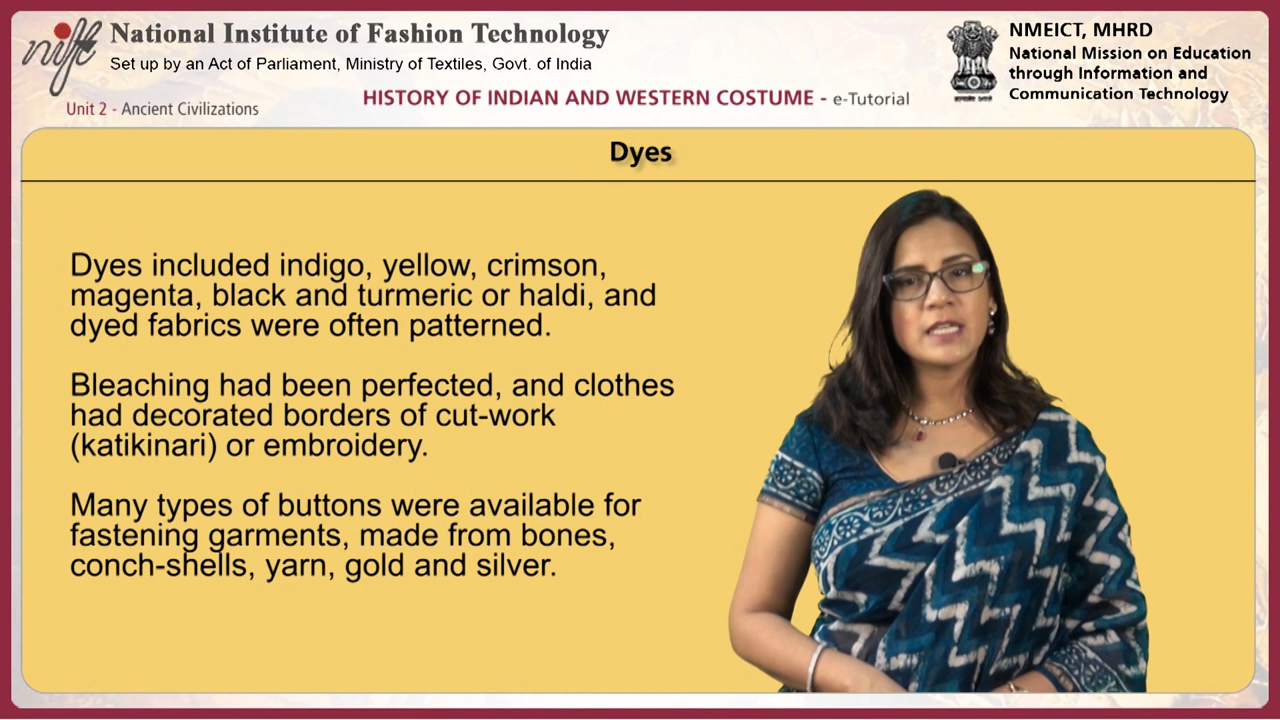 nift
National Institute of Fashion Technology
Set up by an Act of Parliament, Ministry of Textiles, Govt. of India
Unit 2 - Ancient Civilizations
HISTORY OF INDIAN AND WESTERN COSTUME - e-Tutorial
NMEICT, MHRD
National Mission on Education
through Information and
Communication Technology
Dyes
Dyes included indigo, yellow, crimson,
magenta, black and turmeric or haldi, and
dyed fabrics were often patterned.
Bleaching had been perfected, and clothes
had decorated borders of cut-work
(katikinari) or embroidery.
Many types of buttons were available for
fastening garments, made from bones,
conch-shells, yarn, gold and silver.